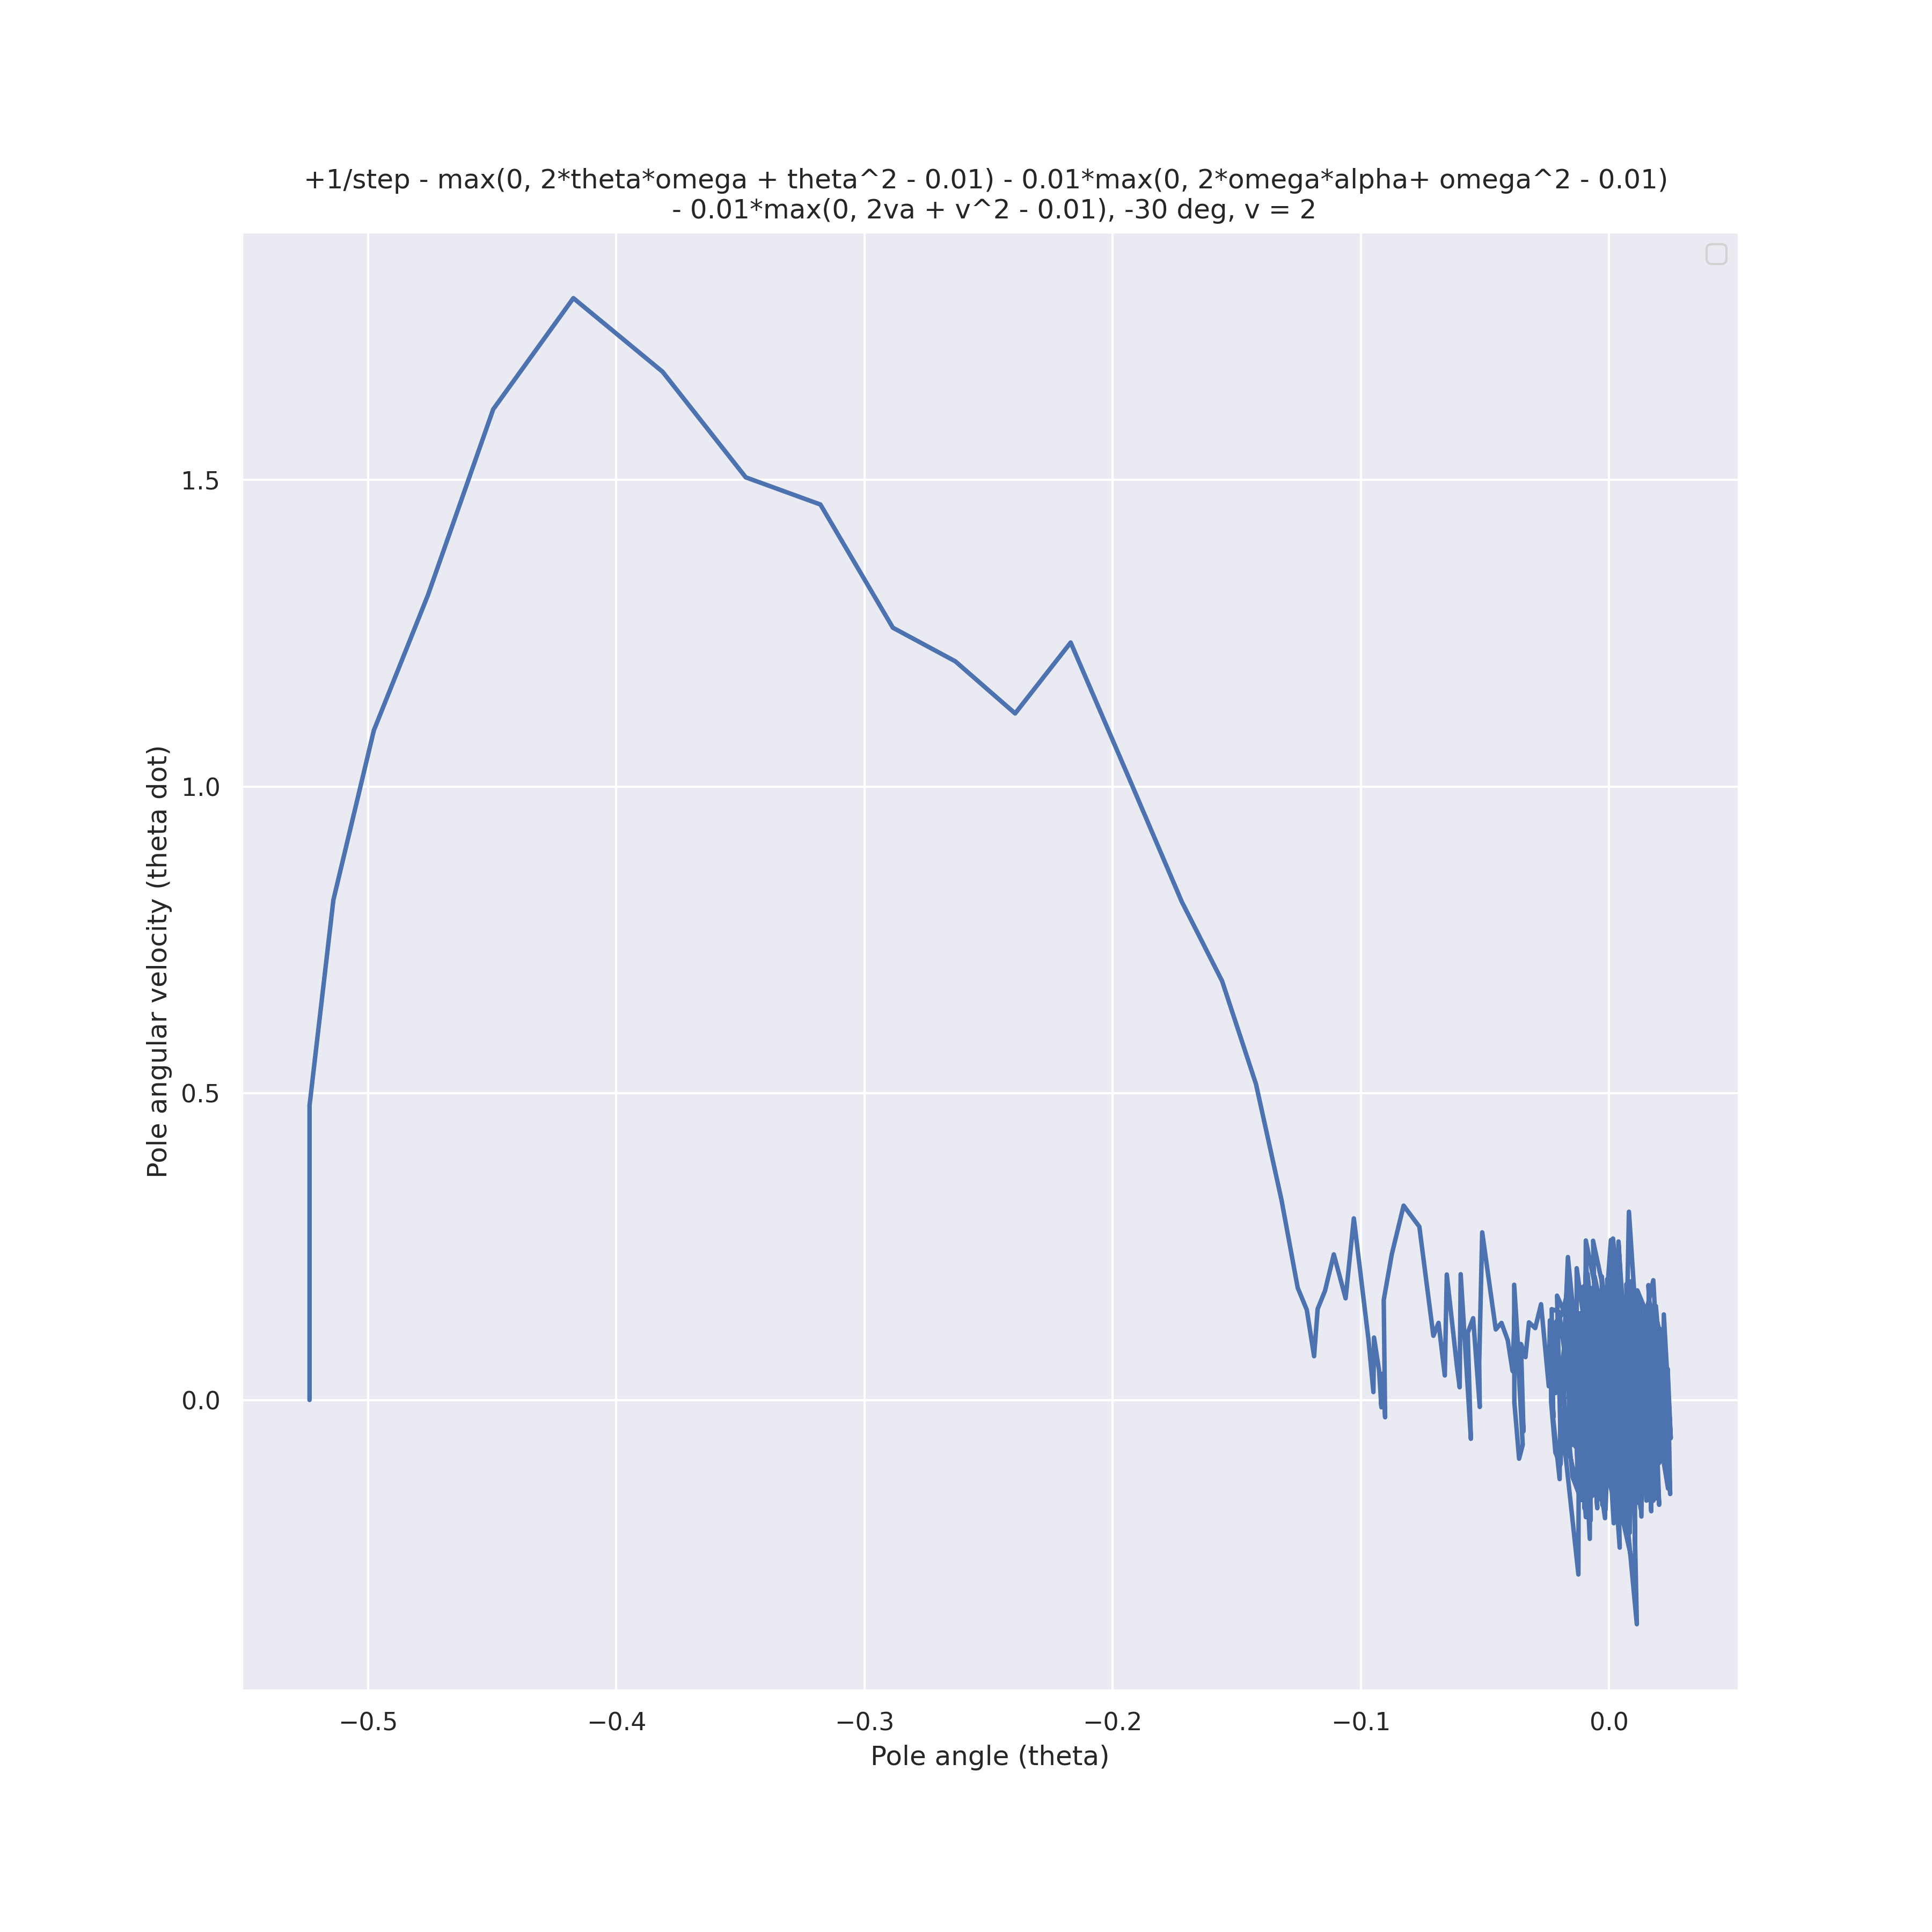 +1/step - max(0, 2*theta*omega + theta^2 - 0.01) - 0.01*max(0, 2*omega*alpha+ omega^2 - 0.01)
- 0.01*max(0, 2va + v^2 - 0.01), -30 deg, v = 2
Pole angular velocity (theta dot)
1.5
1.0
0.5
0.0
−0.5 −0.4 −0.3 −0.2 −0.1 0.0
Pole angle (theta)